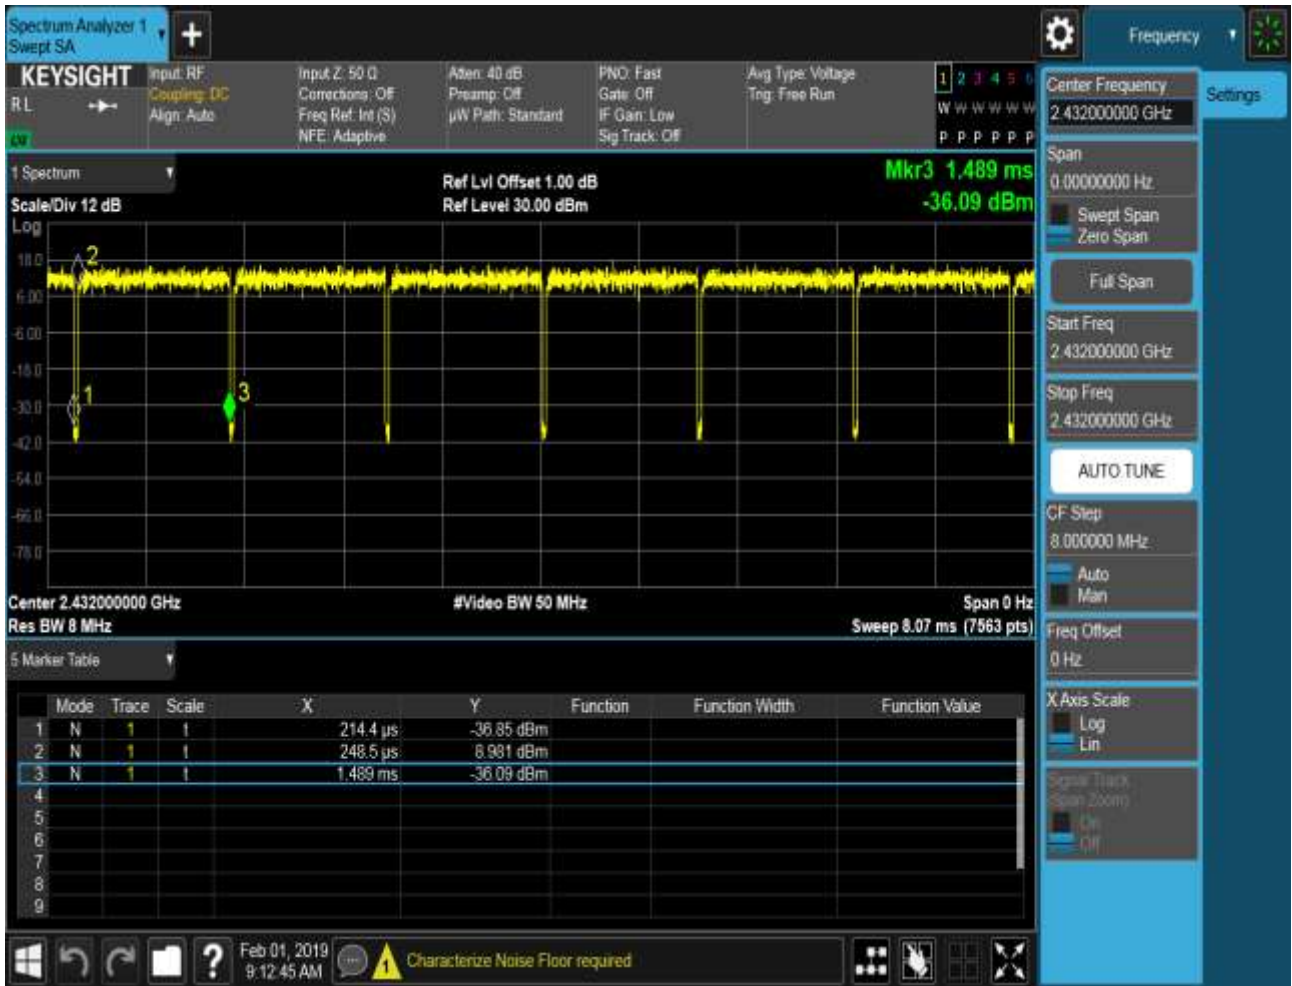 Spectrum Analyzer 1
Swept SA
Frequency
KEYSIGHT
RL
Input: RF
Coupling: DC
Align: Auto
Input Z: 50 Ω
Corrections: Off
Freq Ref: Int (S)
NFE: Adaptive
Atten: 40 dB
Preamp: Off
µW Path: Standard
PNO: Fast
Gate: Off
IF Gain: Low
Sig Track: Off
Avg Type: Voltage
Trig: Free Run
1 2 3 4 5 6
W W W W W W
P P P P P P
1 Spectrum
Scale/Div 12 dB
Ref Lvl Offset 1.00 dB
Ref Level 30.00 dBm
Mkr3 1.489 ms
-36.09 dBm
Log
18.0
6.00
-6.00
-18.0
-30.0
-42.0
-54.0
-66.0
-78.0
2
1
3
Center 2.432000000 GHz
Res BW 8 MHz
#Video BW 50 MHz
Span 0 Hz
Sweep 8.07 ms (7563 pts)
5 Marker Table
Mode Trace Scale X Y Function Function Width Function Value
1 N 1 t 214.4 µs -36.85 dBm
2 N 1 t 248.5 µs 8.981 dBm
3 N 1 t 1.489 ms -36.09 dBm
4
5
6
7
8
9
Center Frequency
2.432000000 GHz
Settings
Span
0.00000000 Hz
Swept Span
Zero Span
Full Span
Start Freq
2.432000000 GHz
Stop Freq
2.432000000 GHz
AUTO TUNE
CF Step
8.000000 MHz
Auto
Man
Freq Offset
0 Hz
X Axis Scale
Log
Lin
Signal Track
(Span Zoom)
On
Off
?
Feb 01, 2019
9:12:45 AM
1
Characterize Noise Floor required